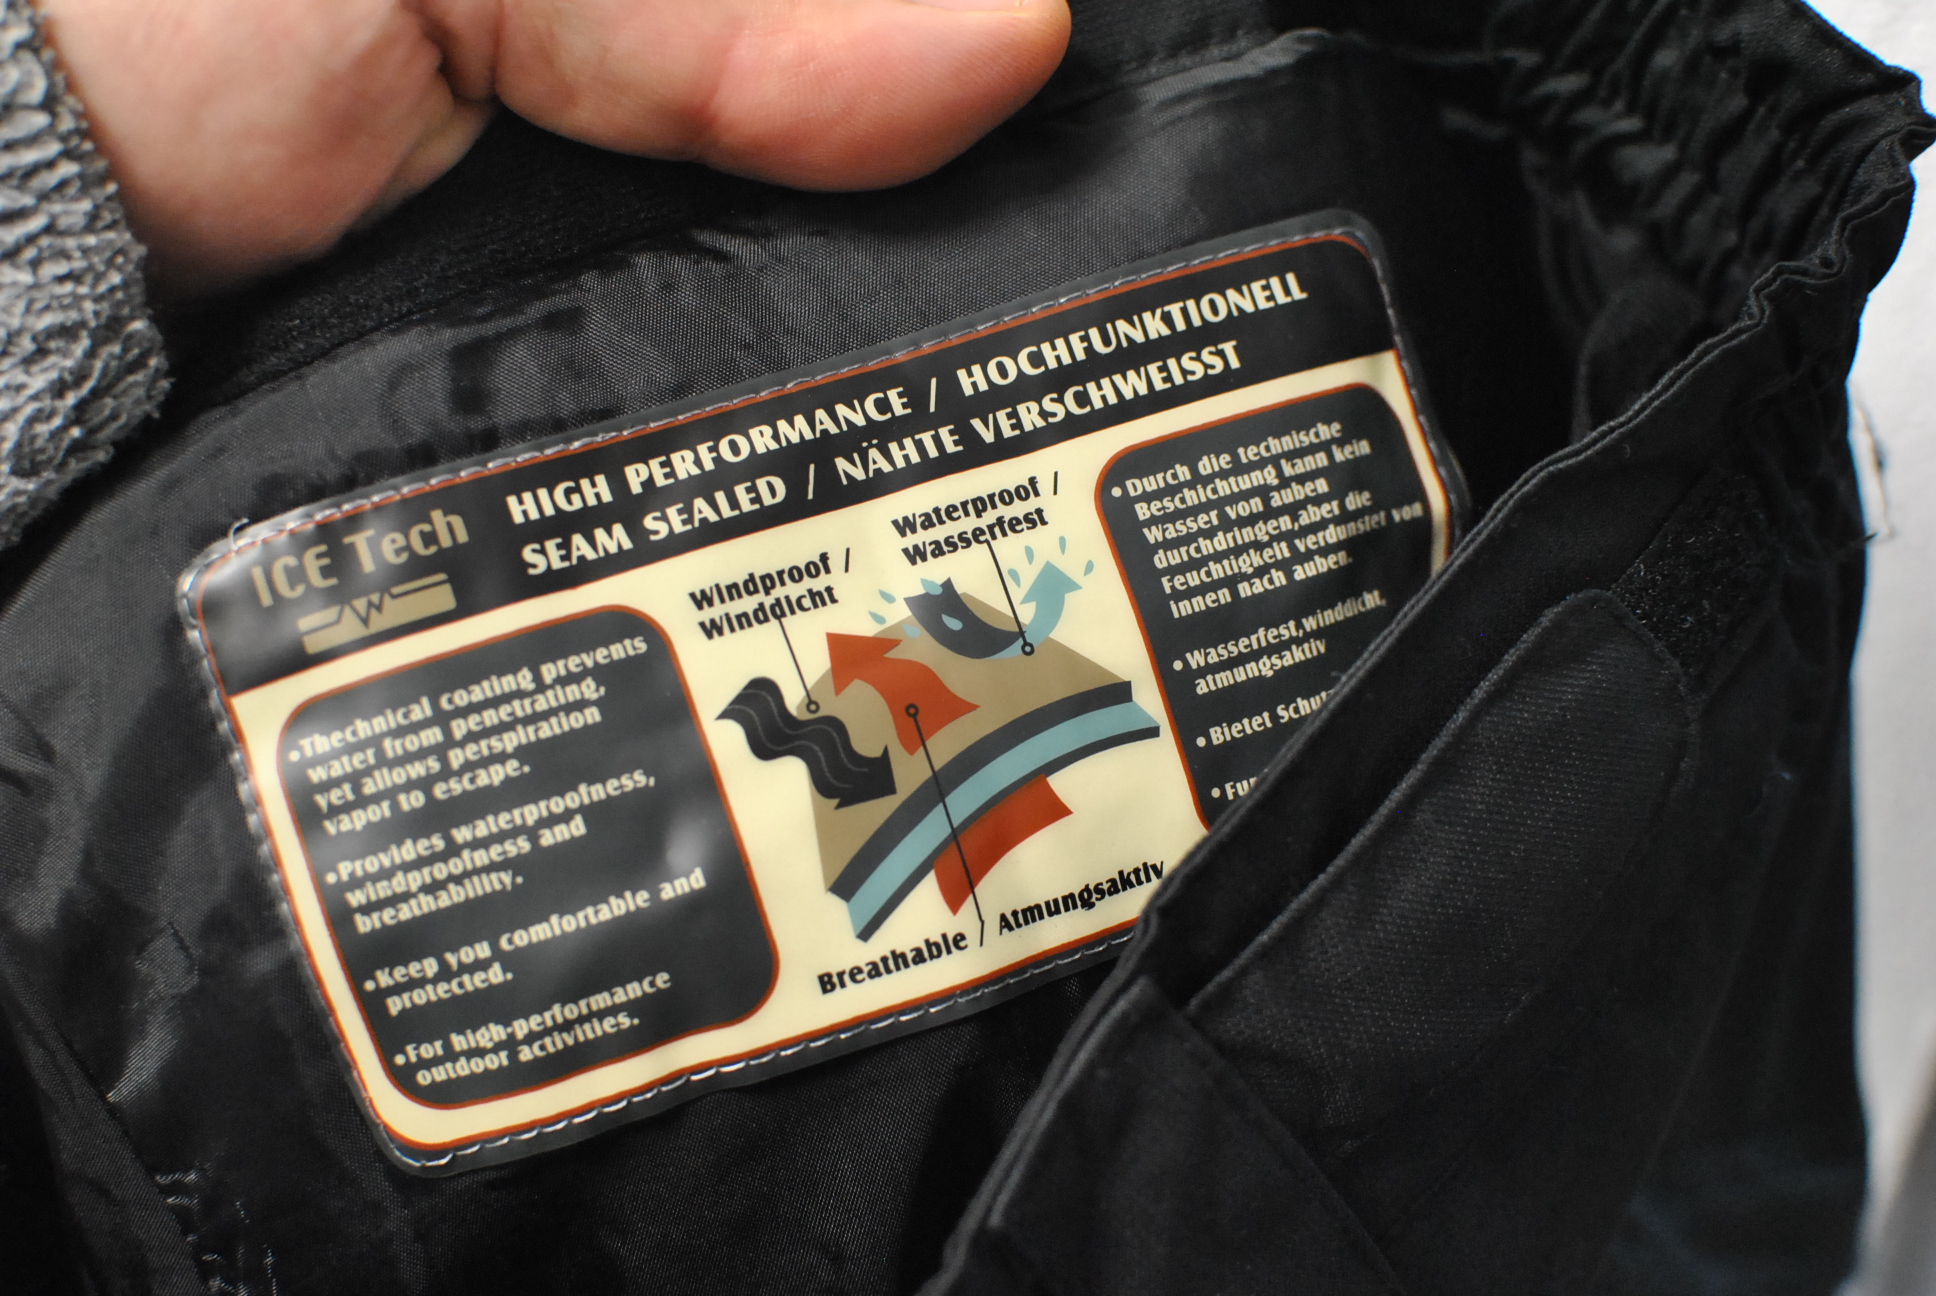 ICE Tech
HIGH PERFORMANCE / HOCHFUNKTIONELL
SEAM SEALED / NÄHTE VERSCHWEISST
•Thechnical coating prevents
water from penetrating,
yet allows perspiration
vapor to escape.
•Provides waterproofness,
windproofness and
breathability.
•Keep you comfortable and
protected.
•For high-performance
outdoor activities.
Windproof /
Winddicht
Waterproof /
Wasserfest
Breathable / Atmungsaktiv
•Durch die technische
Beschichtung kann kein
Wasser von auben
durchdringen,aber die
Feuchtigkeit verdunstet von
innen nach auben.
•Wasserfest,winddicht,
atmungsaktiv
•Bietet